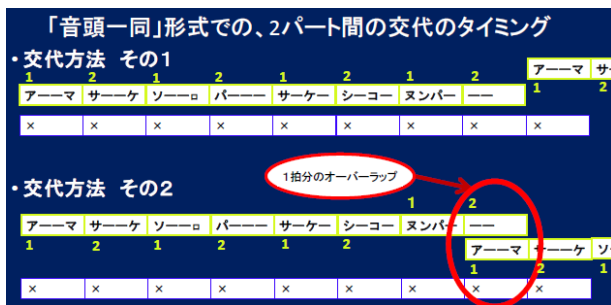 「音頭一同」形式での、2パート間の交代のタイミング
・交代方法 その1
アーーマ サー
1 2 1 2 1 2 1 2
アーーマ サーーケ ソーーロ パーーー サーケー シーコー ヌンパー ーー
1 2
× × × × × × × × ×
1拍分のオーバーラップ
・交代方法 その2
1 2
アーーマ サーーケ ソーーロ パーーー サーケー シーコー ヌンパー ーー
1 2 1 2 1 2
アーーマ サーーケ ソ
1 2 1
× × × × × × × × × ×